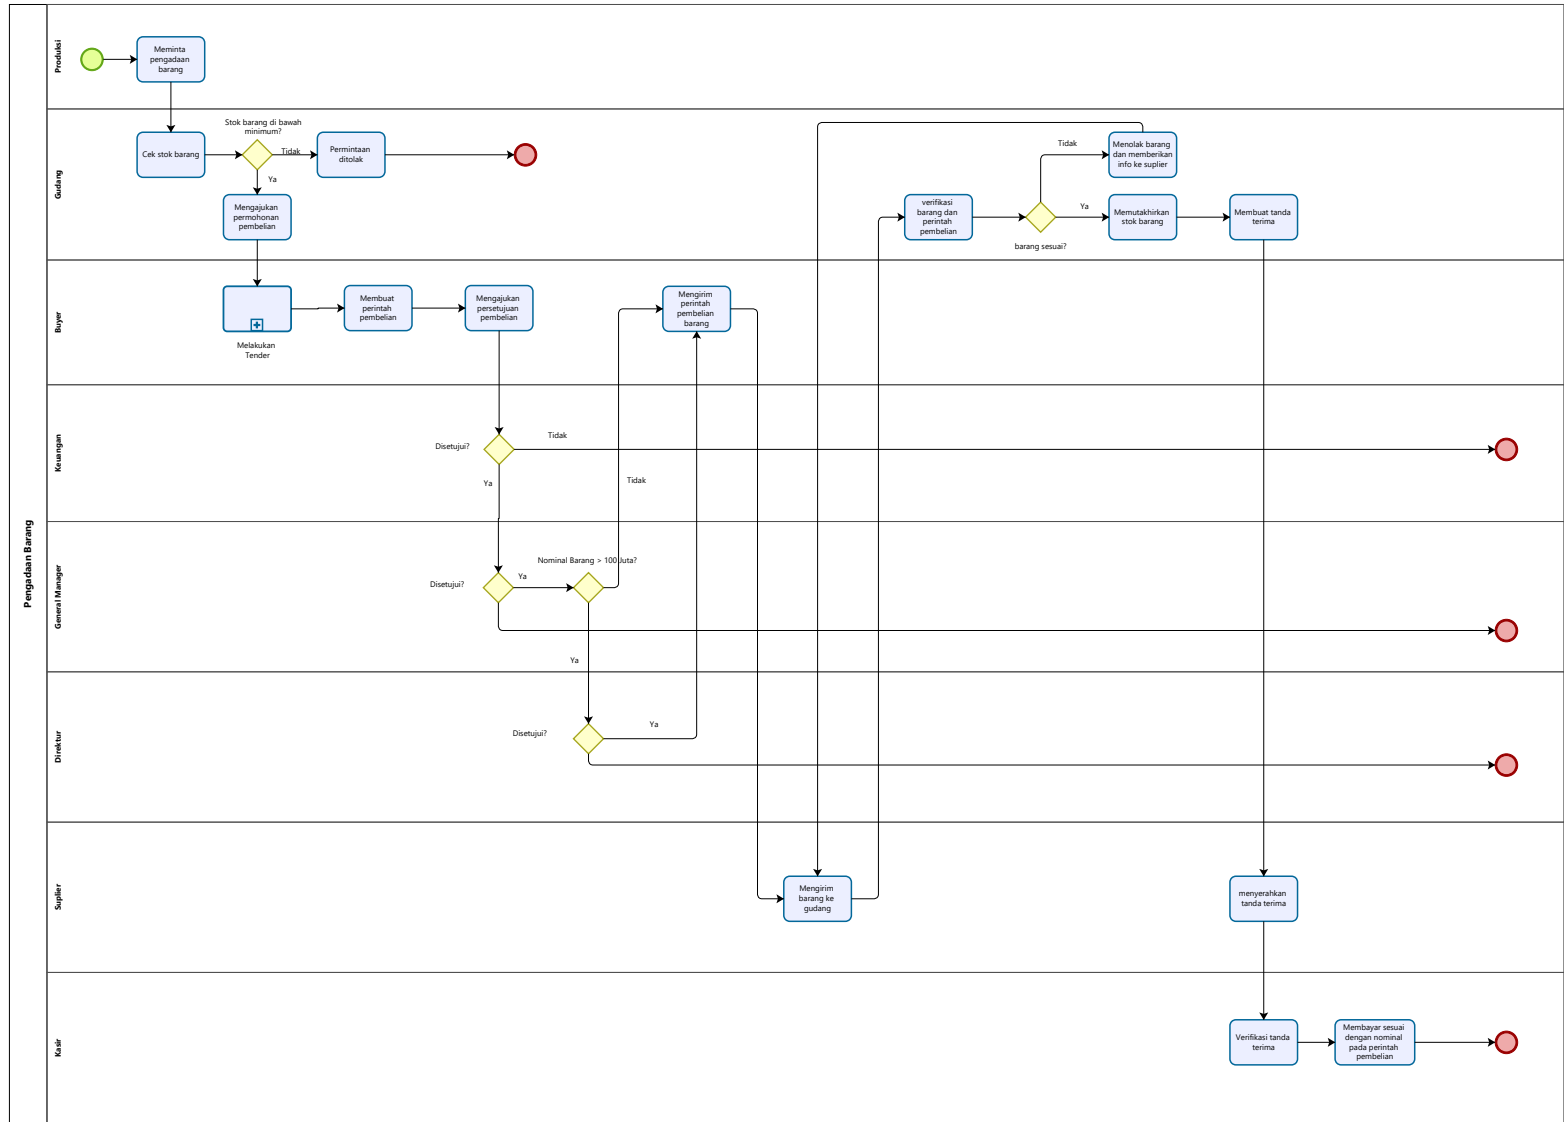 Pengadaan Barang
Produksi
Meminta
pengadaan
barang
Gudang
Cek stok barang
Stok barang di bawah
minimum?
Tidak
Ya
Permintaan
ditolak
Mengajukan
permohonan
pembelian
verifikasi
barang dan
perintah
pembelian
barang sesuai?
Tidak
Ya
Menolak barang
dan memberikan
info ke suplier
Memutakhirkan
stok barang
Membuat tanda
terima
Buyer
Melakukan
Tender
Membuat
perintah
pembelian
Mengajukan
persetujuan
pembelian
Mengirim
perintah
pembelian
barang
Keuangan
Disetujui?
Tidak
Ya
Tidak
General Manager
Disetujui?
Ya
Nominal Barang > 100 Juta?
Ya
Direktur
Disetujui?
Ya
Suplier
Mengirim
barang ke
gudang
menyerahkan
tanda terima
Kasir
Verifikasi tanda
terima
Membayar sesuai
dengan nominal
pada perintah
pembelian